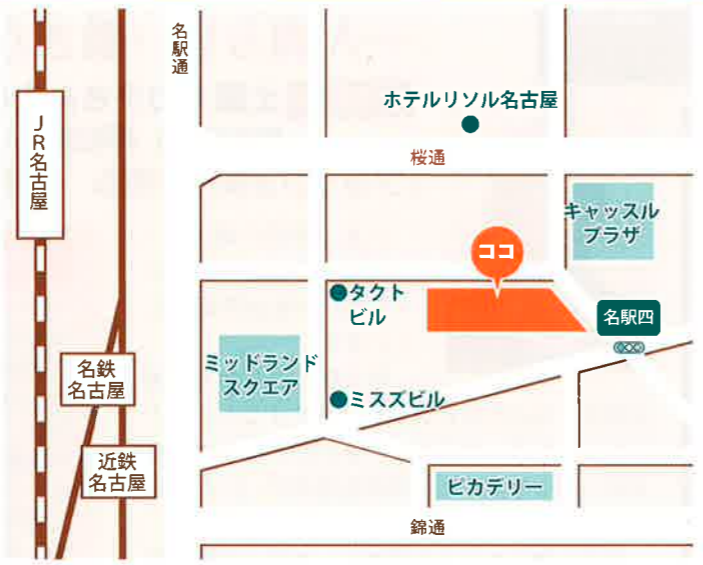 名駅通
ホテルリソル名古屋
JR名古屋
桜通
キャッスル
プラザ
ココ
タクト
ビル
名駅四
ミッドランド
スクエア
名鉄
名古屋
ミスズビル
近鉄
名古屋
ピカデリー
錦通